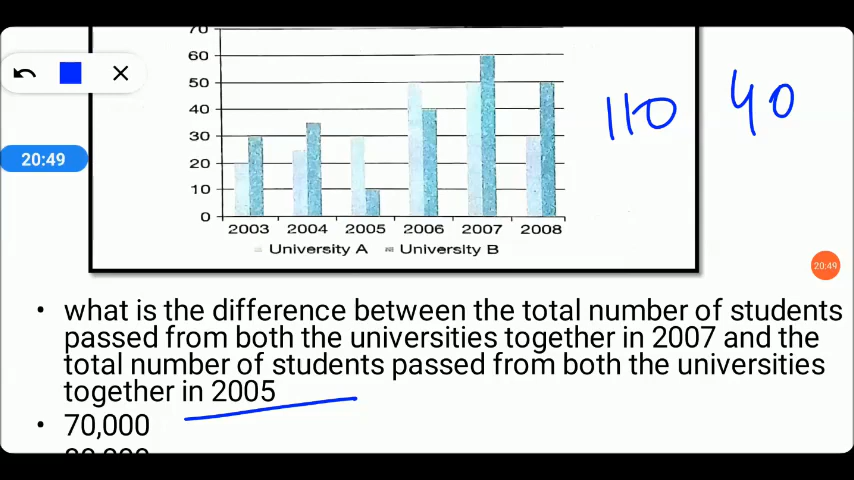 70
60
50
40
30
20
10
0
2003 2004 2005 2006 2007 2008
University A University B
110 40
20:49
20:49
• what is the difference between the total number of students
passed from both the universities together in 2007 and the
total number of students passed from both the universities
together in 2005
• 70,000